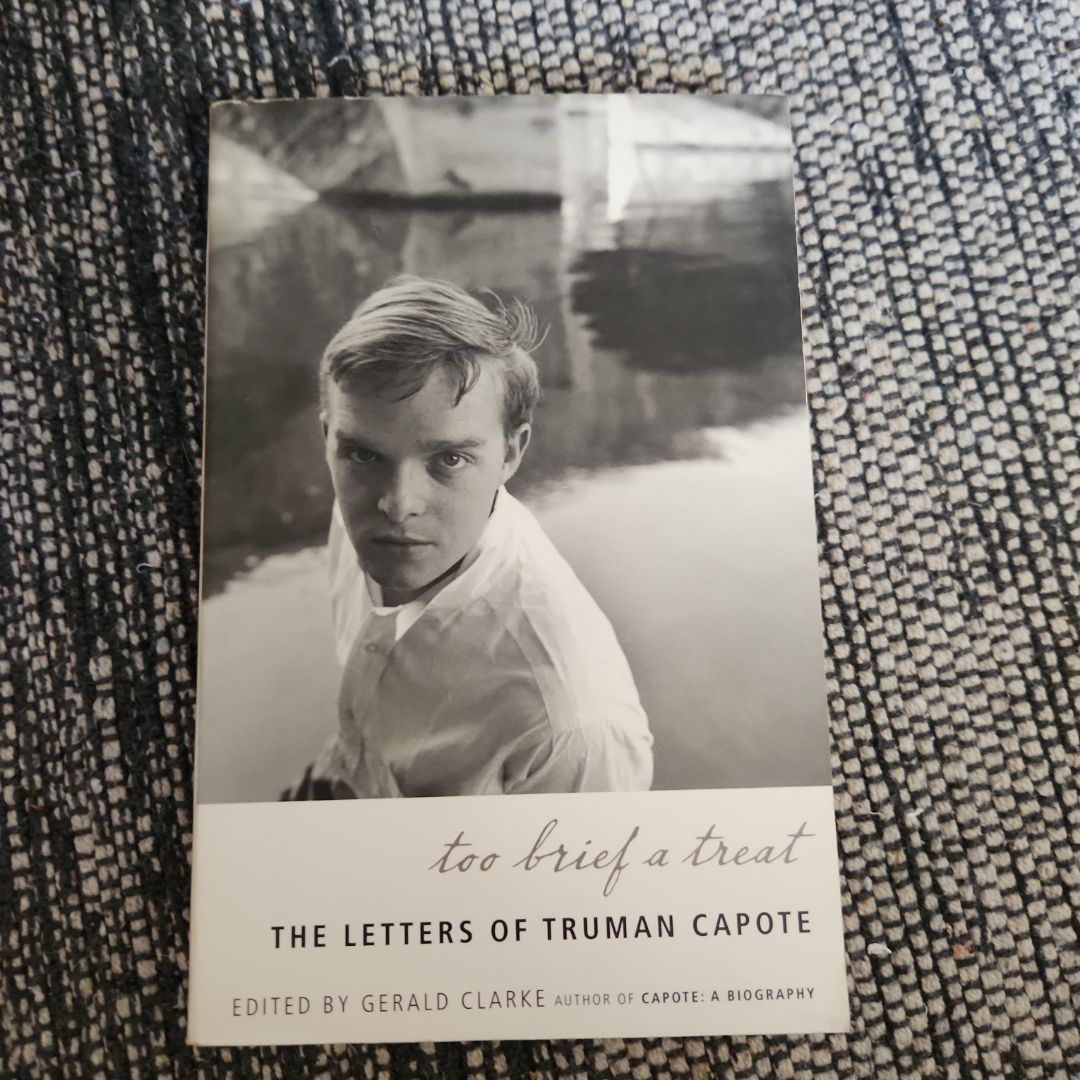 too brief a treat
THE LETTERS OF TRUMAN CAPOTE
EDITED BY GERALD CLARKE AUTHOR OF CAPOTE: A BIOGRAPHY